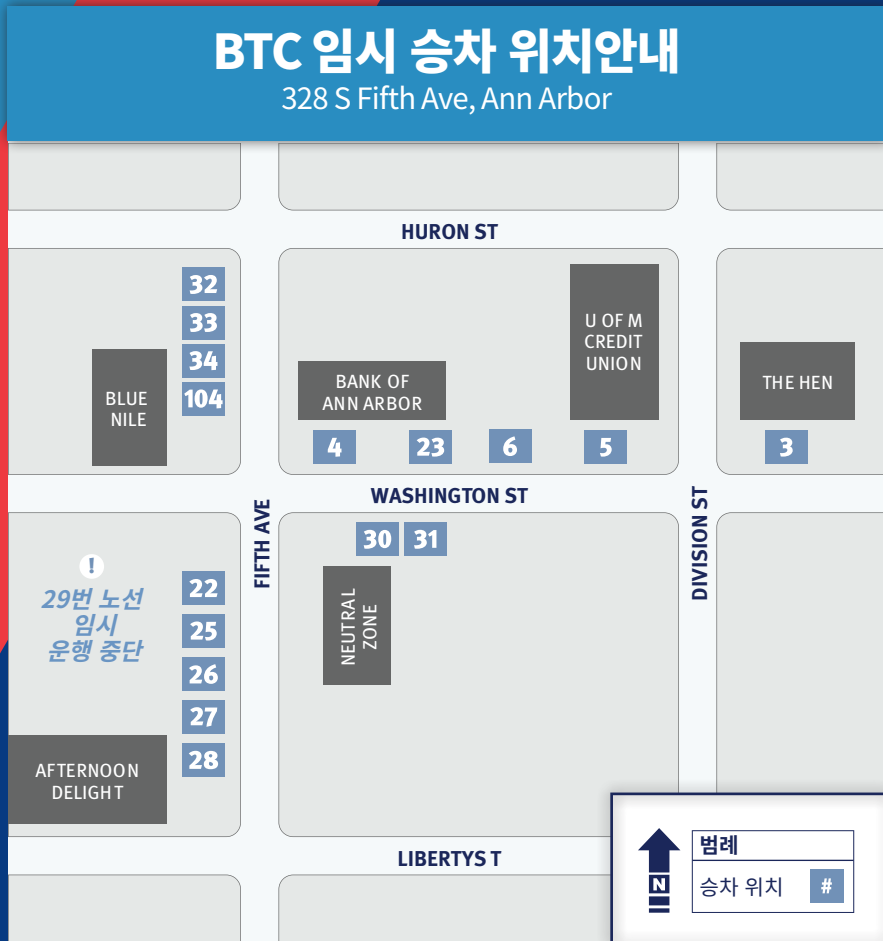 BTC 임시 승차 위치안내
328 S Fifth Ave, Ann Arbor
HURON ST
32
33
34
104
BLUE
NILE
BANK OF
ANN ARBOR
U OF M
CREDIT
UNION
THE HEN
4
23
6
5
3
WASHINGTON ST
FIFTH AVE
DIVISION ST
30
31
NEUTRAL
ZONE
!
29번 노선
임시
운행 중단
22
25
26
27
28
AFTERNOON
DELIGHT
LIBERTYS T
N
범례
승차 위치
#